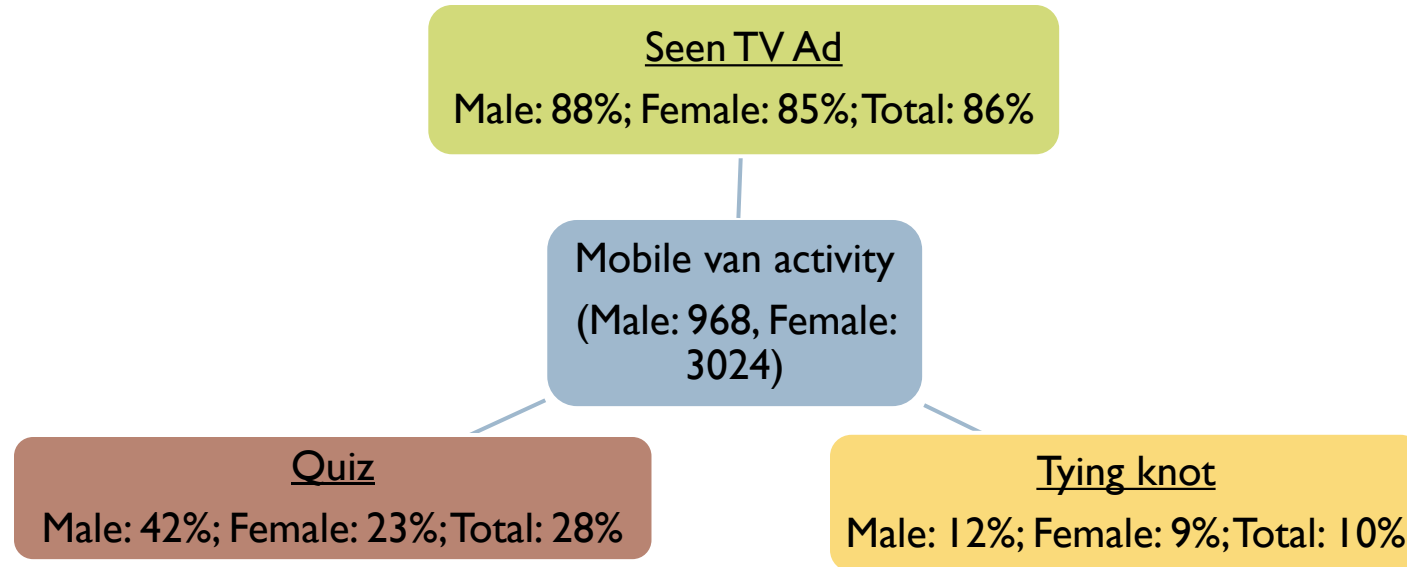 Seen TV Ad
Male: 88%; Female: 85%; Total: 86%
Mobile van activity
(Male: 968, Female:
3024)
Quiz
Male: 42%; Female: 23%; Total: 28%
Tying knot
Male: 12%; Female: 9%; Total: 10%